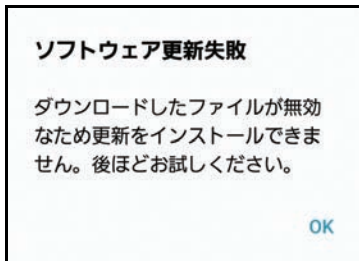 ソフトウェア更新失敗
ダウンロードしたファイルが無効
なため更新をインストールできま
せん。後ほどお試しください。
OK